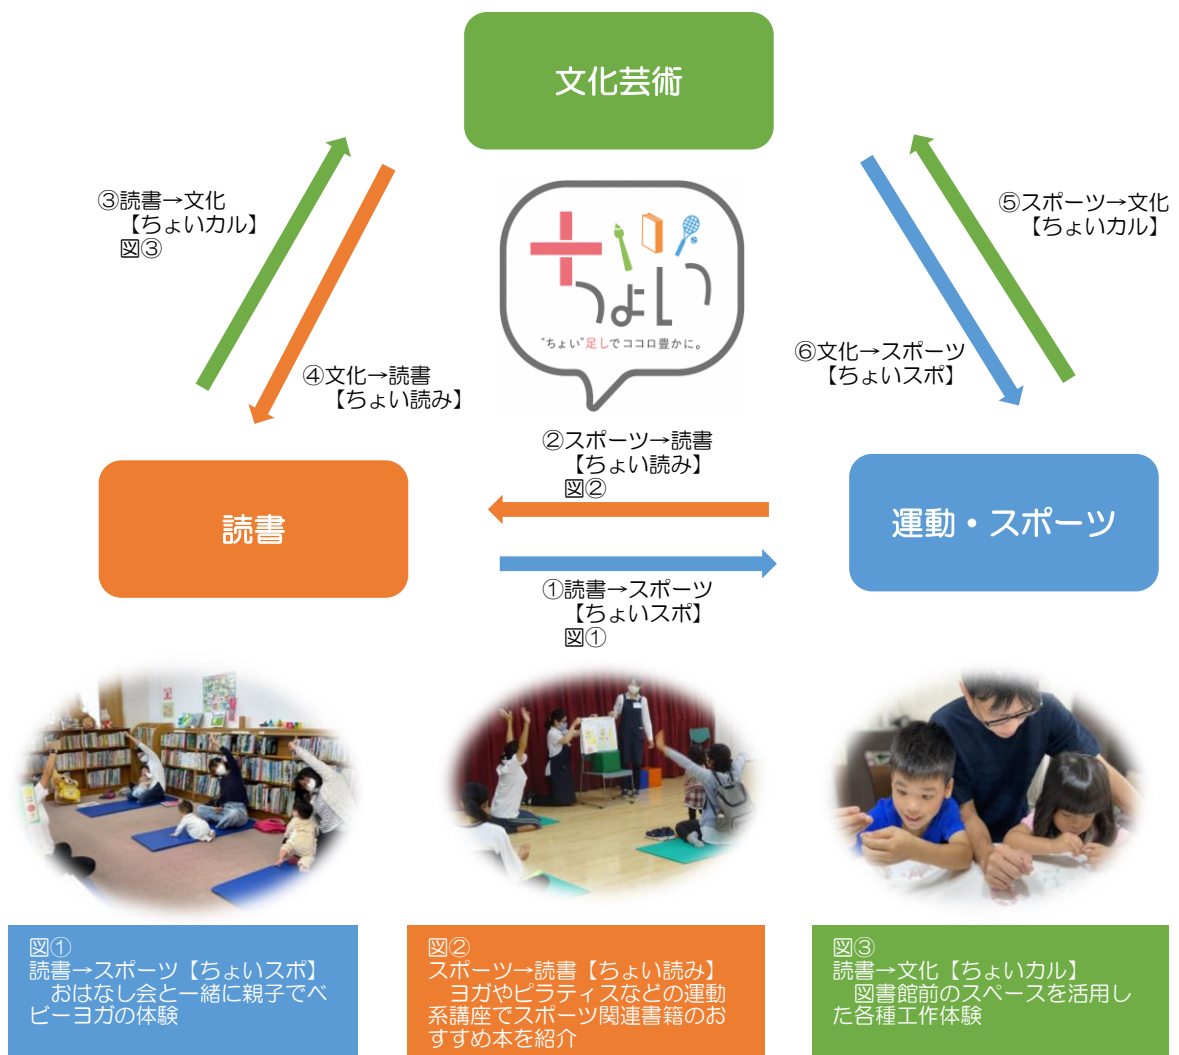 文化芸術
③読書→文化
【ちょいカル】
図③
⑤スポーツ→文化
【ちょいカル】
＋ちょい
"ちょい"足しでココロ豊かに。
④文化→読書
【ちょい読み】
⑥文化→スポーツ
【ちょいスポ】
②スポーツ→読書
【ちょい読み】
図②
読書
運動・スポーツ
①読書→スポーツ
【ちょいスポ】
図①
図①
読書→スポーツ【ちょいスポ】
おはなし会と一緒に親子でベ
ビーヨガの体験
図②
スポーツ→読書【ちょい読み】
ヨガやピラティスなどの運動
系講座でスポーツ関連書籍のお
すすめ本を紹介
図③
読書→文化【ちょいカル】
図書館前のスペースを活用し
た各種工作体験